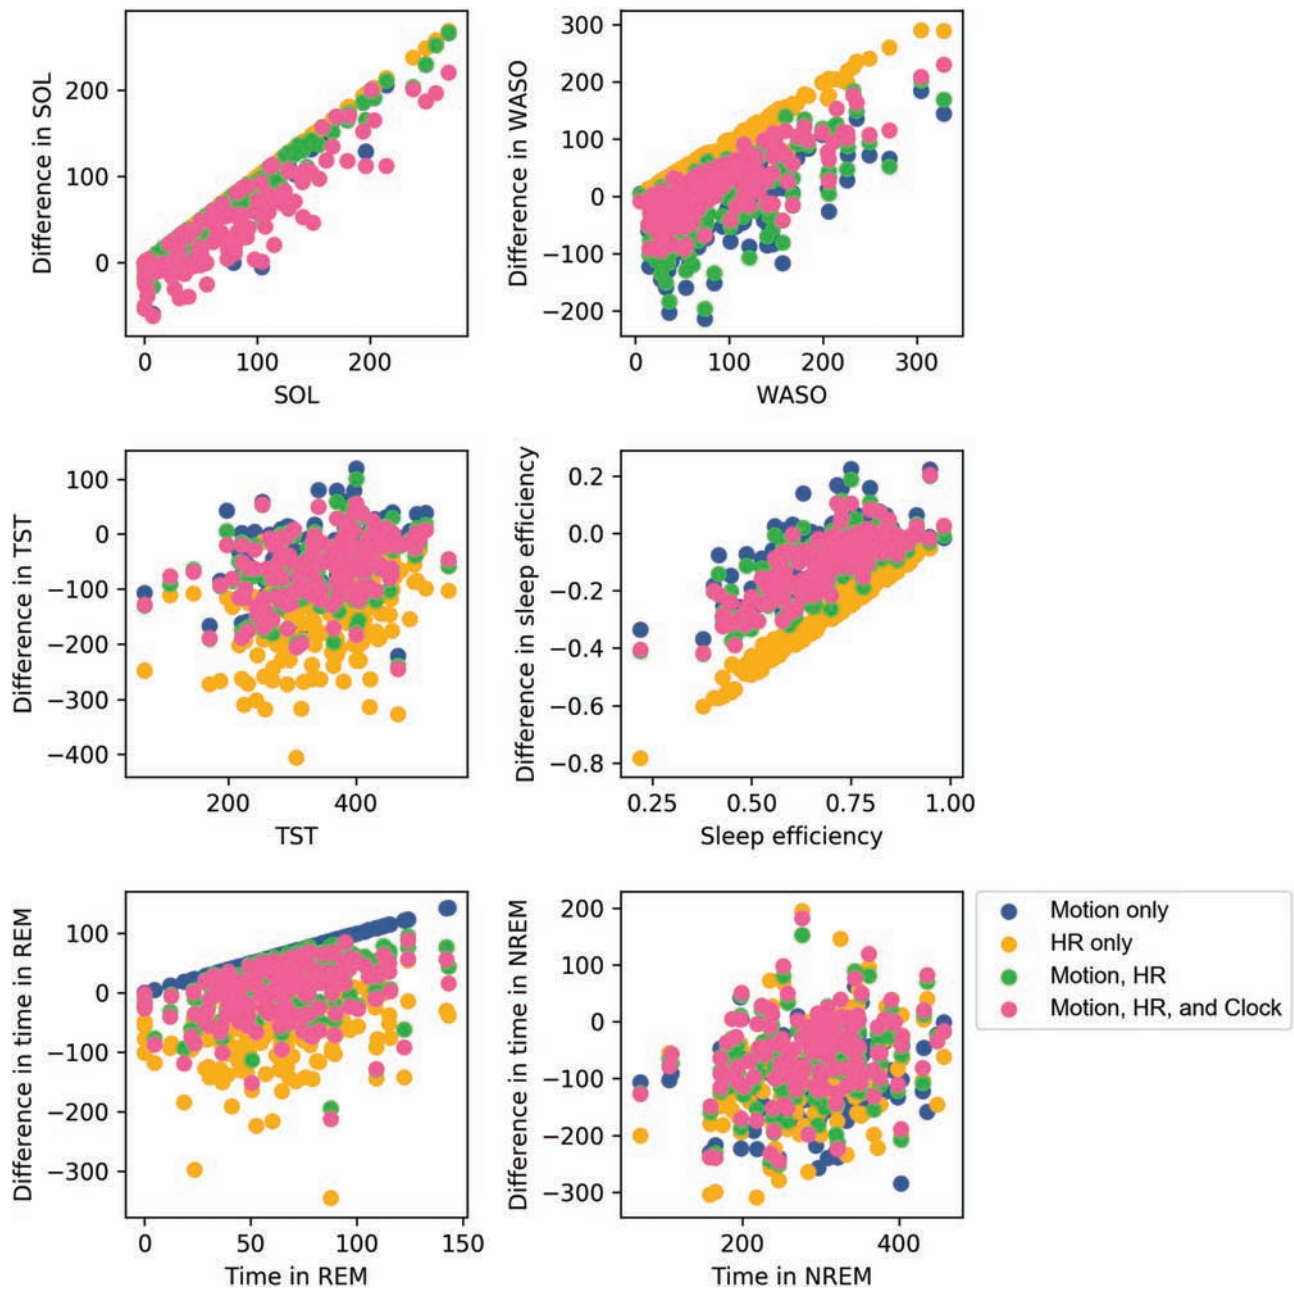 Difference in SOL
200
100
0
0 100 200
SOL
Difference in WASO
300
200
100
0
−100
−200
0 100 200 300
WASO
Difference in TST
100
0
−100
−200
−300
−400
200 400
TST
Difference in sleep efficiency
0.2
0.0
−0.2
−0.4
−0.6
−0.8
0.25 0.50 0.75 1.00
Sleep efficiency
Difference in time in REM
100
0
−100
−200
−300
0 50 100 150
Time in REM
Difference in time in NREM
200
100
0
−100
−200
−300
200 400
Time in NREM
Motion only
HR only
Motion, HR
Motion, HR, and Clock